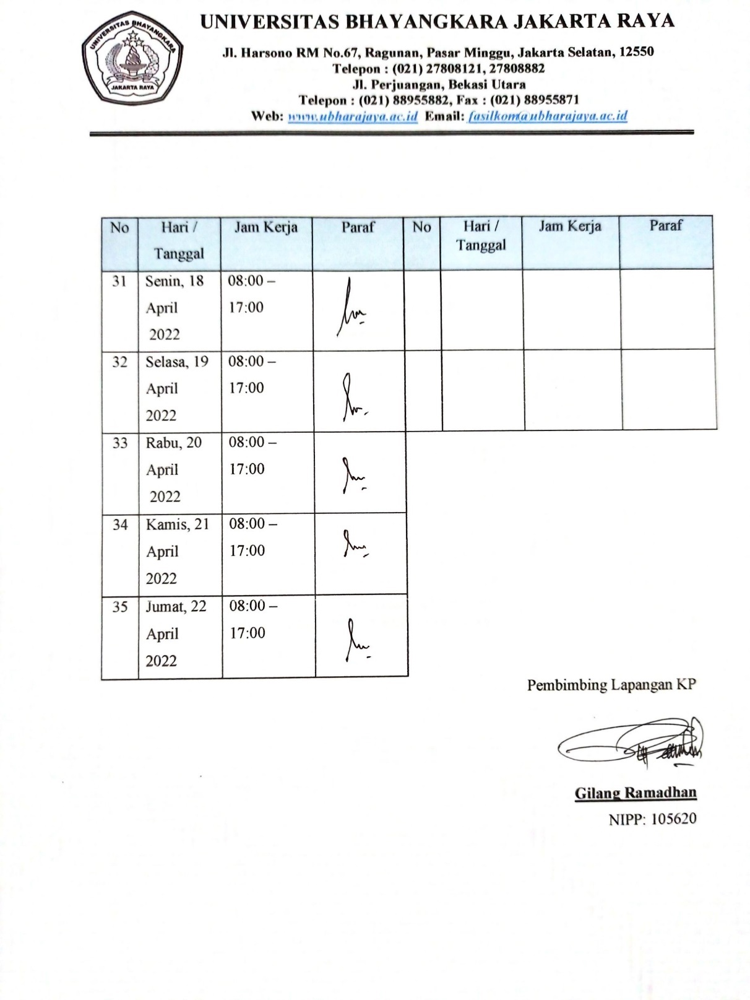 UNIVERSITAS BHAYANGKARA
JAKARTA RAYA
UNIVERSITAS BHAYANGKARA JAKARTA RAYA
Jl. Harsono RM No.67, Ragunan, Pasar Minggu, Jakarta Selatan, 12550
Telepon : (021) 27808121, 27808882
Jl. Perjuangan, Bekasi Utara
Telepon : (021) 88955882, Fax : (021) 88955871
Web: www.ubharajaya.ac.id Email: fasilkom@ubharajaya.ac.id
No Hari / Jam Kerja Paraf No Hari / Jam Kerja Paraf
Tanggal Tanggal
31 Senin, 18 08:00 –
April 17:00
2022
32 Selasa, 19 08:00 –
April 17:00
2022
33 Rabu, 20 08:00 –
April 17:00
2022
34 Kamis, 21 08:00 –
April 17:00
2022
35 Jumat, 22 08:00 –
April 17:00
2022
Pembimbing Lapangan KP
Gilang Ramadhan
NIPP: 105620